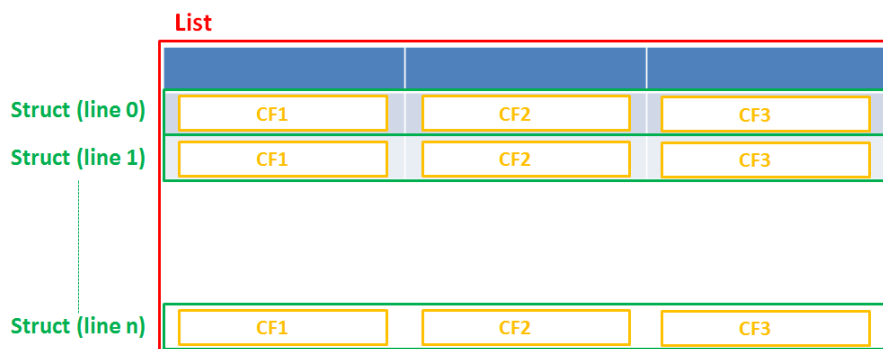 List
Struct (line 0) CF1 CF2 CF3
Struct (line 1) CF1 CF2 CF3
Struct (line n) CF1 CF2 CF3